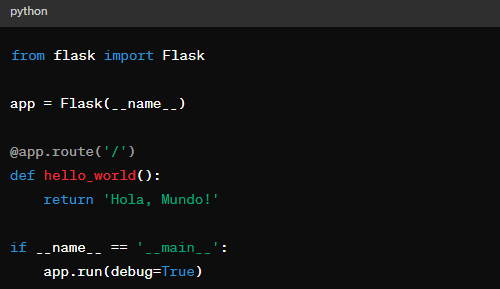 python
from flask import Flask
app = Flask(__name__)
@app.route('/')
def hello_world():
    return 'Hola, Mundo!'
if __name__ == '__main__':
    app.run(debug=True)